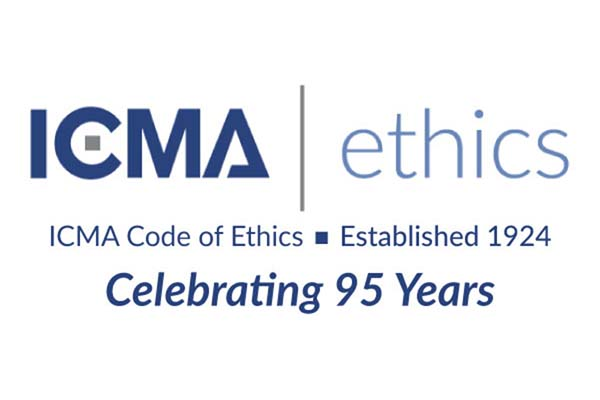 ICMA | ethics
ICMA Code of Ethics ■ Established 1924
Celebrating 95 Years